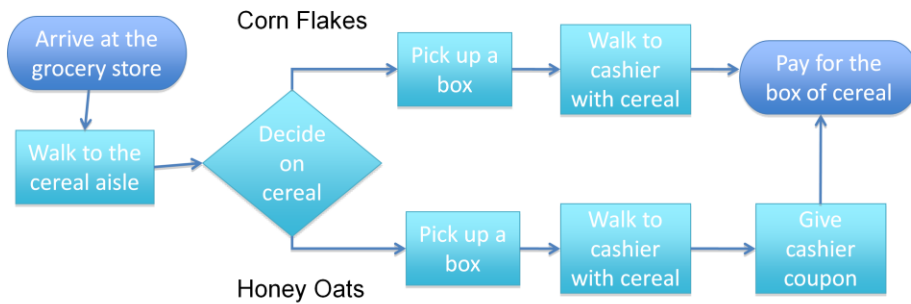 Corn Flakes
Arrive at the
grocery store
Pick up a
box
Walk to
cashier
with cereal
Pay for the
box of cereal
Walk to the
cereal aisle
Decide
on
cereal
Pick up a
box
Walk to
cashier
with cereal
Give
cashier
coupon
Honey Oats